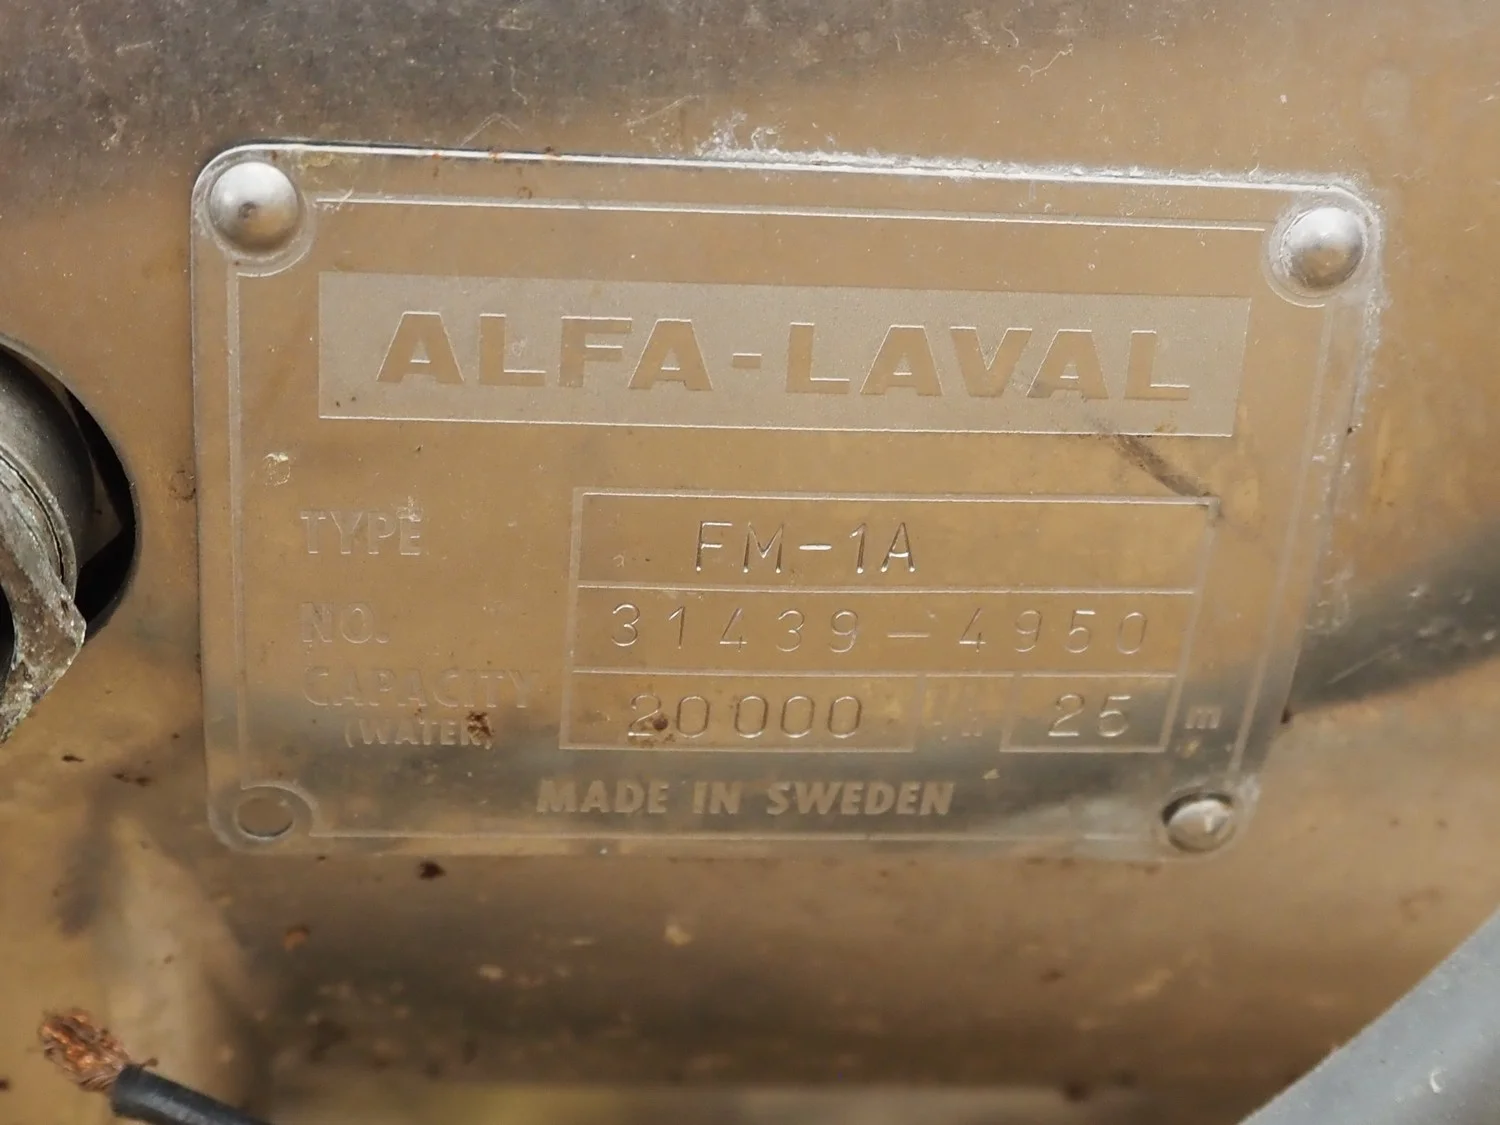 ALFA-LAVAL
TYPE FM-1A
NO. 31439-4950
CAPACITY 20000 25 m
(WATER)
MADE IN SWEDEN